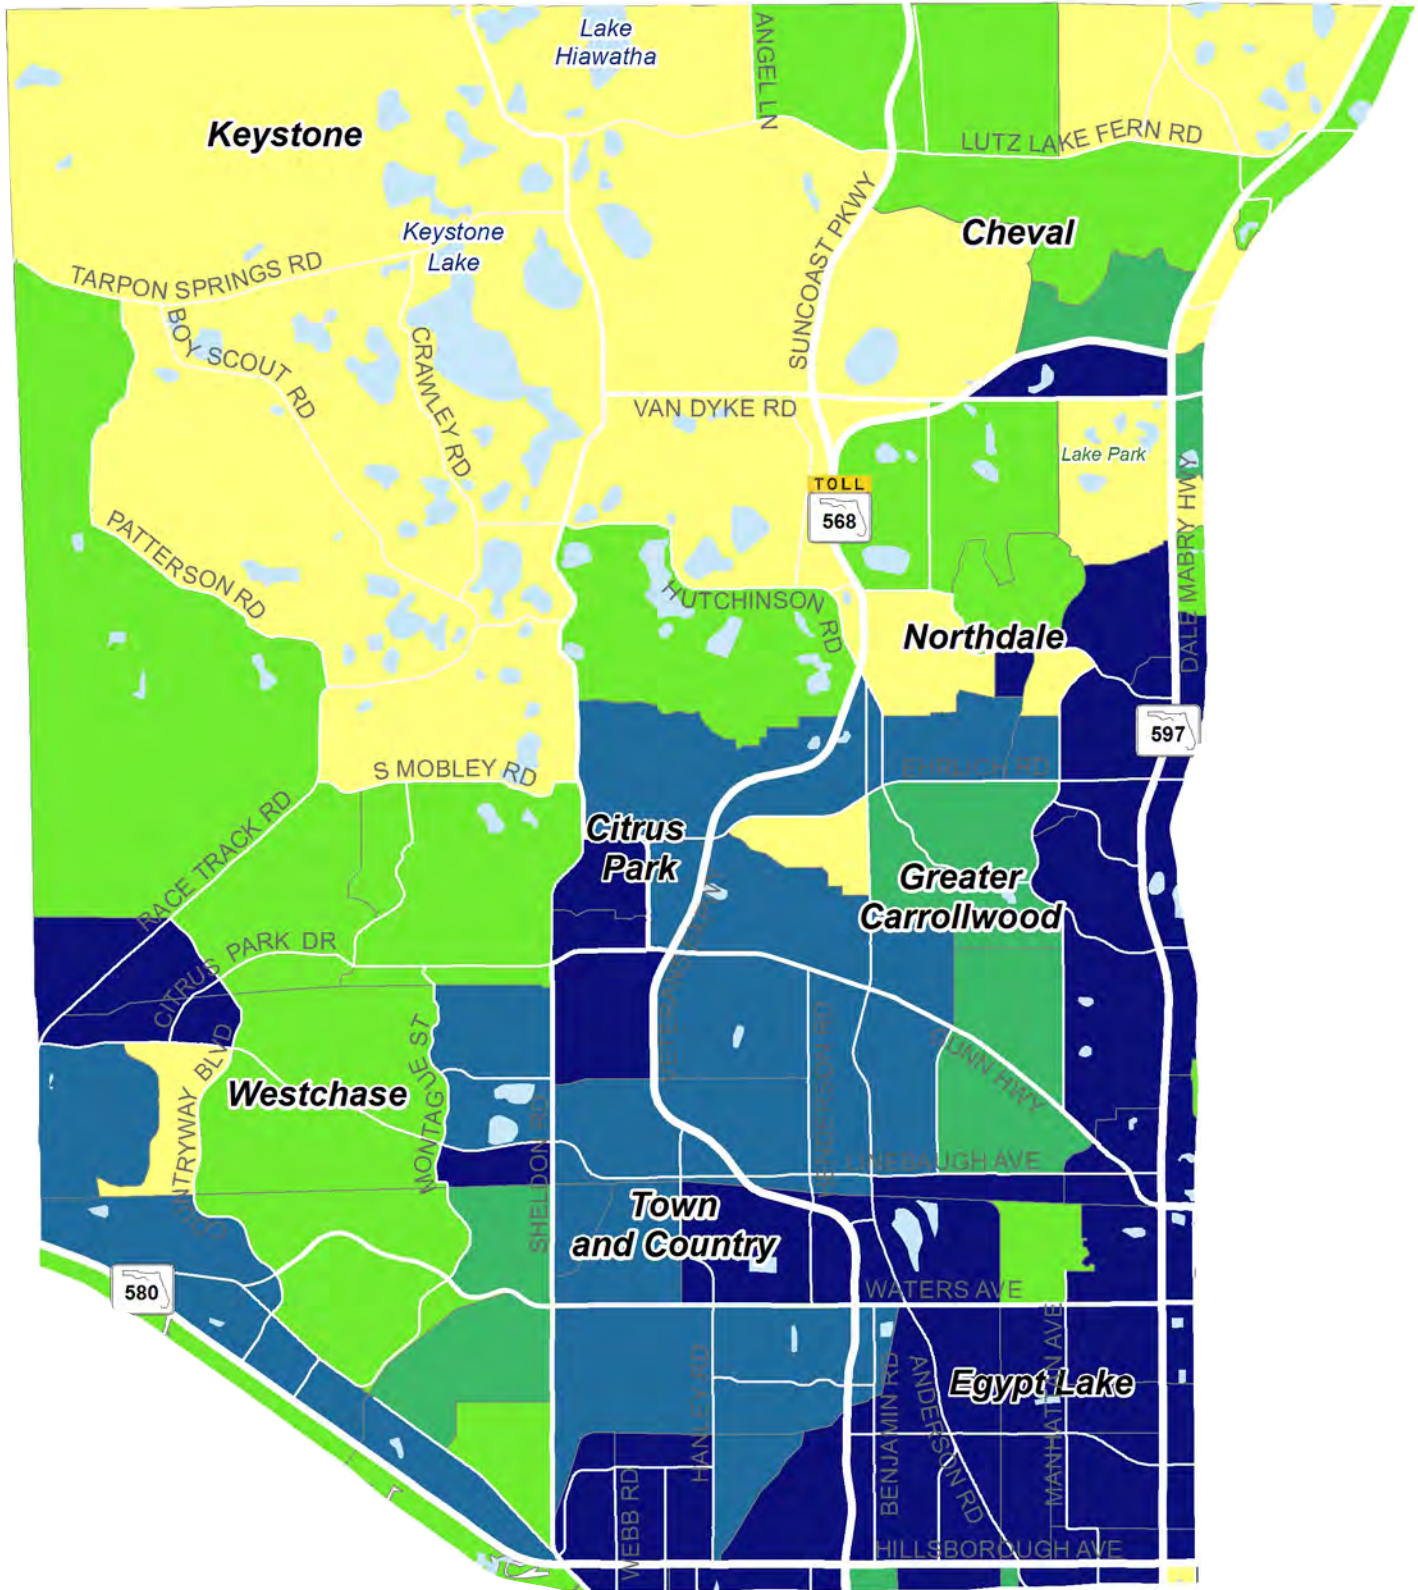 Lake
Hiawatha
ANGEL LN
Keystone
LUTZ LAKE FERN RD
Keystone
Lake
Cheval
TARPON SPRINGS RD
SUNCOAST PKWY
BOY SCOUT RD
CRAWLEY RD
VAN DYKE RD
Lake Park
TOLL
568
DALE MABRY HWY
PATTERSON RD
HUTCHINSON RD
Northdale
597
S MOBLEY RD
EHRLICH RD
RACE TRACK RD
Citrus
Park
Greater
Carrollwood
CITRUS PARK DR
MONTAGUE ST
HENDERSON RD
GUNN HWY
COUNTRYWAY BLVD
Westchase
SHELDON RD
LINEBAUGH AVE
Town
and Country
580
WATERS AVE
HANLEY RD
BENJAMIN RD
ANDERSON RD
MANHATTAN AVE
Egypt Lake
WEBB RD
HILLSBOROUGH AVE